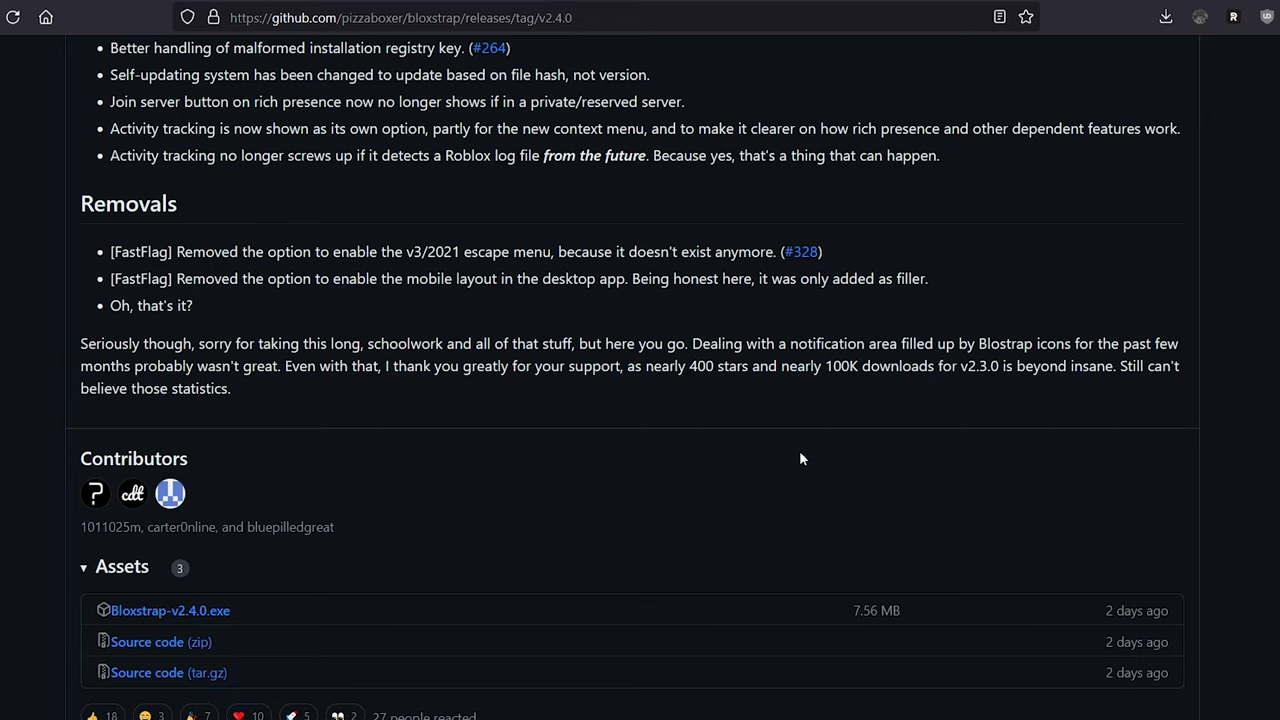 https://github.com/pizzaboxer/bloxstrap/releases/tag/v2.4.0
R
UD
Better handling of malformed installation registry key. (#264)
Self-updating system has been changed to update based on file hash, not version.
Join server button on rich presence now no longer shows if in a private/reserved server.
Activity tracking is now shown as its own option, partly for the new context menu, and to make it clearer on how rich presence and other dependent features work.
Activity tracking no longer screws up if it detects a Roblox log file from the future. Because yes, that's a thing that can happen.
Removals
[FastFlag] Removed the option to enable the v3/2021 escape menu, because it doesn't exist anymore. (#328)
[FastFlag] Removed the option to enable the mobile layout in the desktop app. Being honest here, it was only added as filler.
Oh, that's it?
Seriously though, sorry for taking this long, schoolwork and all of that stuff, but here you go. Dealing with a notification area filled up by Blostrap icons for the past few
months probably wasn't great. Even with that, I thank you greatly for your support, as nearly 400 stars and nearly 100K downloads for v2.3.0 is beyond insane. Still can't
believe those statistics.
Contributors
? cdt
1011025m, carter0nline, and bluepilledgreat
Assets 3
Bloxstrap-v2.4.0.exe 7.56 MB 2 days ago
Source code (zip) 2 days ago
Source code (tar.gz) 2 days ago
18 3 7 10 5 2 27 people reacted